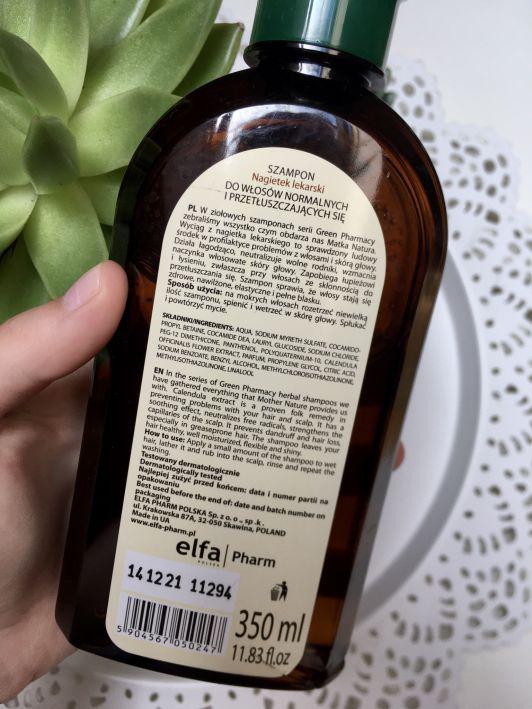 SZAMPON
Nagietek lekarski
DO WŁOSÓW NORMALNYCH
I PRZETŁUSZCZAJĄCYCH SIĘ
PL W ziołowych szamponach serii Green Pharmacy
zebraliśmy wszystko czym obdarza nas Matka Natura.
Wyciąg z nagietka lekarskiego to sprawdzony ludowy
środek w profilaktyce problemów z włosami i skórą głowy.
Działa łagodząco, neutralizuje wolne rodniki, wzmacnia
naczynka włosowate skóry głowy. Zapobiega łupieżowi
i łysieniu, zwłaszcza przy włosach ze skłonnością do
przetłuszczania się. Szampon sprawia, że włosy stają się
zdrowe, nawilżone, elastyczne i pełne blasku.
Sposób użycia: na mokrych włosach rozetrzeć niewielką
ilość szamponu, spienić i wetrzeć w skórę głowy. Spłukać
i powtórzyć mycie.
SKŁADNIKI/INGREDIENTS: AQUA, SODIUM MYRETH SULFATE, COCAMIDO-
PROPYL BETAINE, COCAMIDE DEA, LAURYL GLUCOSIDE, SODIUM CHLORIDE,
PEG-12 DIMETHICONE, PANTHENOL, POLYQUATERNIUM-10, CALENDULA
OFFICINALIS FLOWER EXTRACT, PARFUM, PROPYLENE GLYCOL, CITRIC ACID,
SODIUM BENZOATE, BENZYL ALCOHOL, METHYLCHLOROISOTHIAZOLINONE,
METHYLISOTHIAZOLINONE, LINALOOL
EN In the series of Green Pharmacy herbal shampoos we
have gathered everything that Mother Nature provides us
with. Calendula extract is a proven folk remedy in
preventing problems with your hair and scalp. It has a
soothing effect, neutralizes free radicals, strengthens the
capillaries of the scalp. It prevents dandruff and hair loss,
especially in greaseprone hair. The shampoo leaves your
hair healthy, well moisturized, flexible and shiny.
How to use: Apply a small amount of the shampoo to wet
hair, lather it and rub into the scalp, rinse and repeat the
washing.
Testowany dermatologicznie
Dermatologically tested
Najlepiej zużyć przed końcem: data i numer partii na
opakowaniu
Best used before the end of: date and batch number on
packaging
ELFA PHARM POLSKA Sp. z o. o., sp .k .
ul. Krakowska 87A, 32-050 Skawina, POLAND
Made in UA
www.elfa-pharm.pl
elfa | Pharm
POLSKA
14 12 21 11294
5 904567 050247
350 ml
11.83 fl.oz